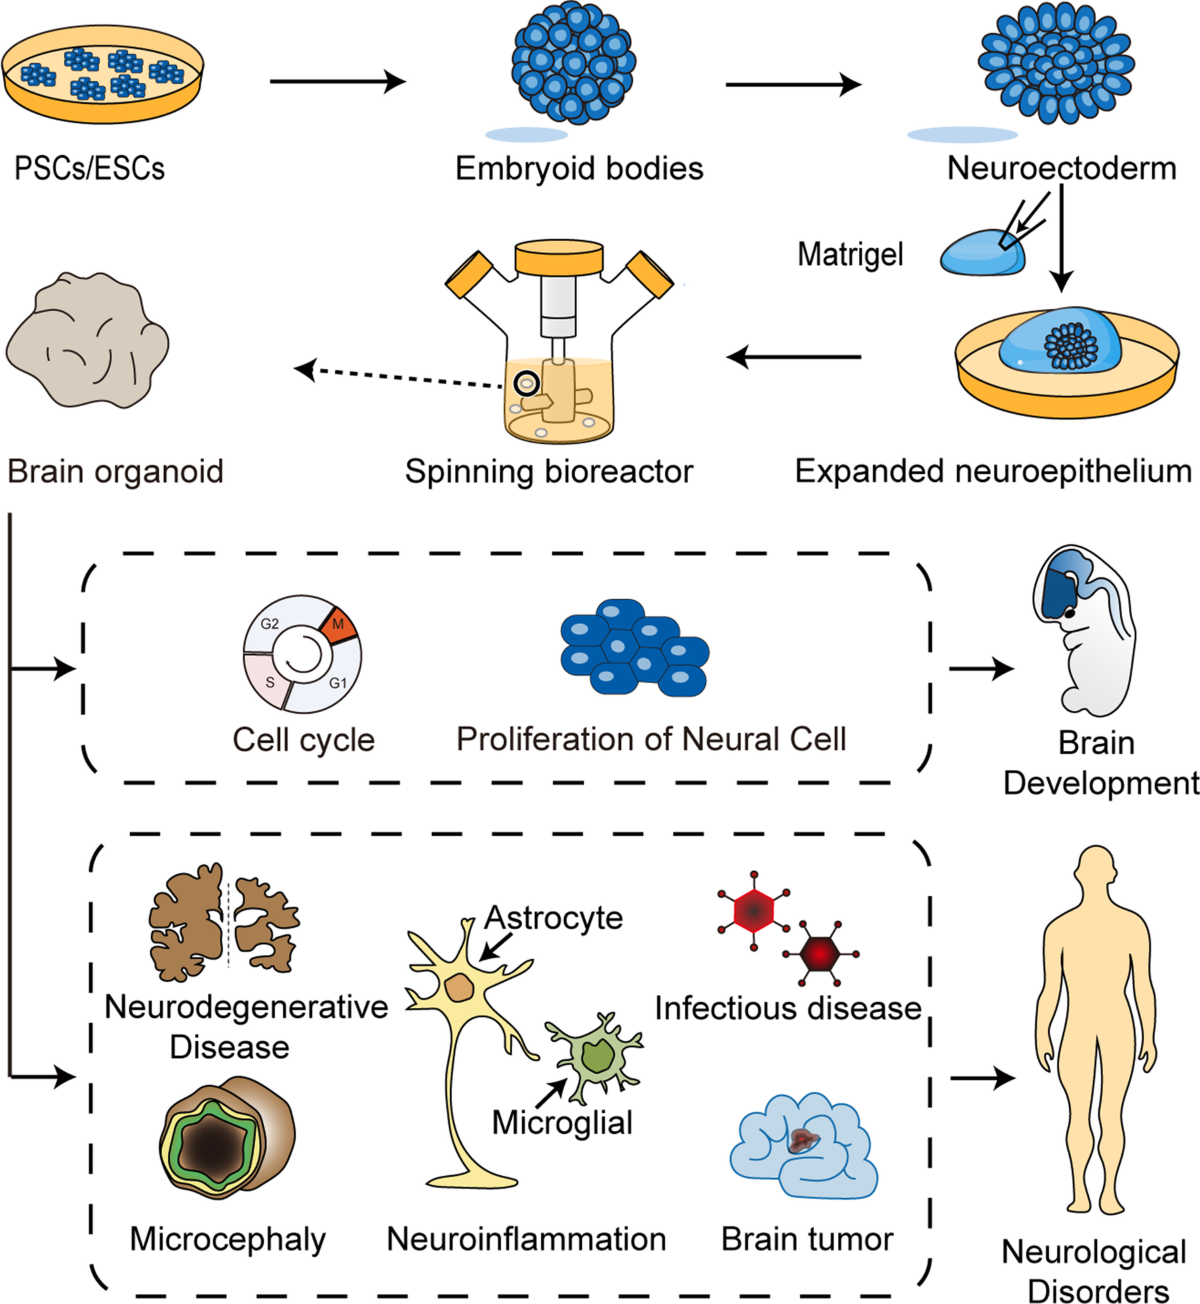 PSCs/ESCs
Embryoid bodies
Neuroectoderm
Matrigel
Brain organoid
Spinning bioreactor
Expanded neuroepithelium
G2
M
S
G1
Cell cycle
Proliferation of Neural Cell
Brain
Development
Astrocyte
Neurodegenerative
Disease
Infectious disease
Microglial
Microcephaly
Neuroinflammation
Brain tumor
Neurological
Disorders